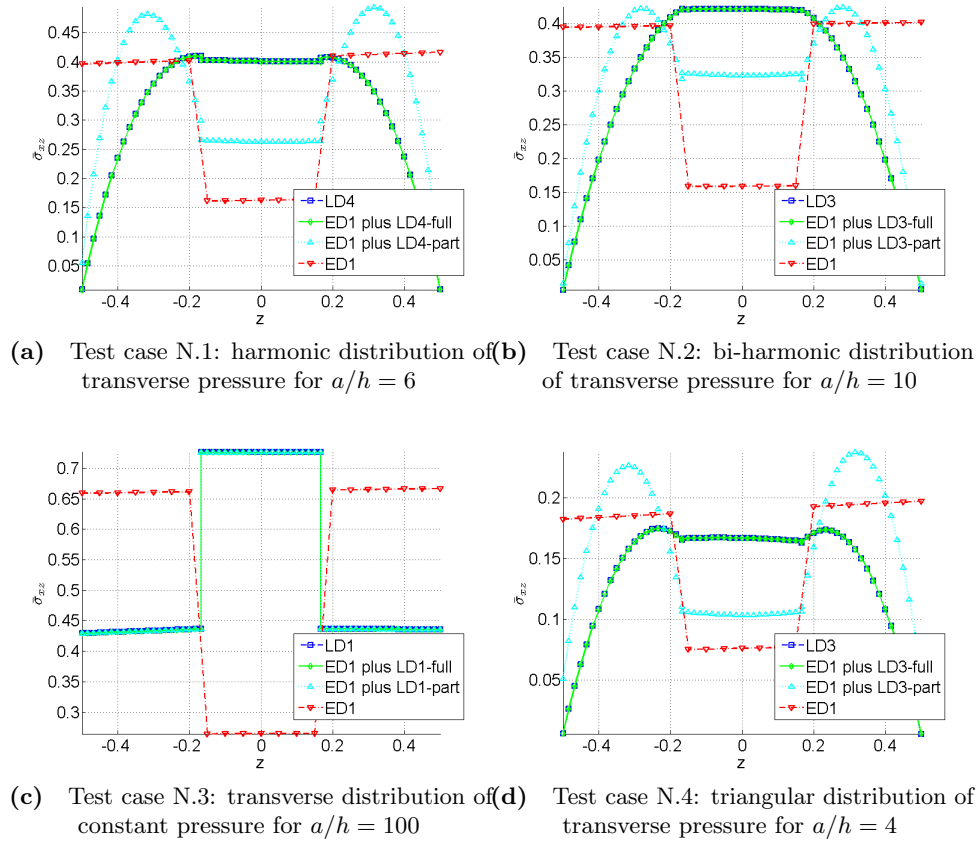 0.45
0.4
0.35
0.3
0.25
0.2
0.15
0.1
0.05
σ̄xz
-0.4 -0.2 0 0.2 0.4
z
LD4
ED1 plus LD4-full
ED1 plus LD4-part
ED1
(a) Test case N.1: harmonic distribution of
transverse pressure for a/h = 6
0.4
0.35
0.3
0.25
0.2
0.15
0.1
0.05
σ̄xz
-0.4 -0.2 0 0.2 0.4
z
LD3
ED1 plus LD3-full
ED1 plus LD3-part
ED1
(b) Test case N.2: bi-harmonic distribution
of transverse pressure for a/h = 10
0.7
0.65
0.6
0.55
0.5
0.45
0.4
0.35
0.3
σ̄xz
-0.4 -0.2 0 0.2 0.4
z
LD1
ED1 plus LD1-full
ED1 plus LD1-part
ED1
(c) Test case N.3: transverse distribution of
constant pressure for a/h = 100
0.2
0.15
0.1
0.05
σ̄xz
-0.4 -0.2 0 0.2 0.4
z
LD3
ED1 plus LD3-full
ED1 plus LD3-part
ED1
(d) Test case N.4: triangular distribution of
transverse pressure for a/h = 4